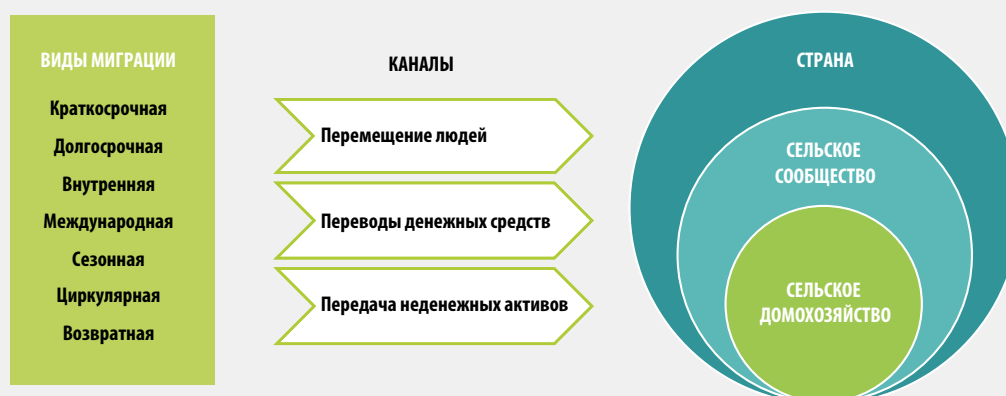 ВИДЫ МИГРАЦИИ
Краткосрочная
Долгосрочная
Внутренняя
Международная
Сезонная
Циркулярная
Возвратная
КАНАЛЫ
Перемещение людей
Переводы денежных средств
Передача неденежных активов
СТРАНА
СЕЛЬСКОЕ
СООБЩЕСТВО
СЕЛЬСКОЕ
ДОМОХОЗЯЙСТВО